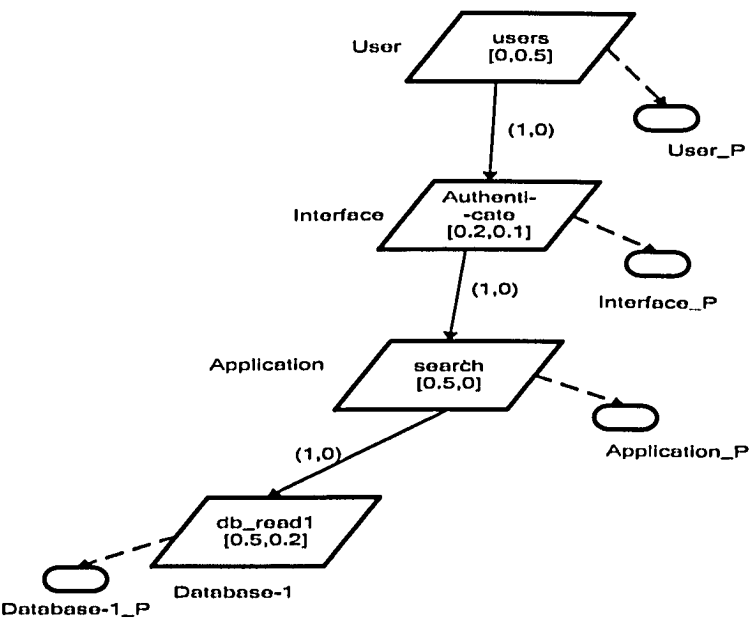 User
users
[0,0.5]
(1,0)
User_P
Interface
Authenti-
-cate
[0.2,0.1]
(1,0)
Interface_P
Application
search
[0.5,0]
Application_P
(1,0)
db_read1
[0.5,0.2]
Database-1
Database-1_P